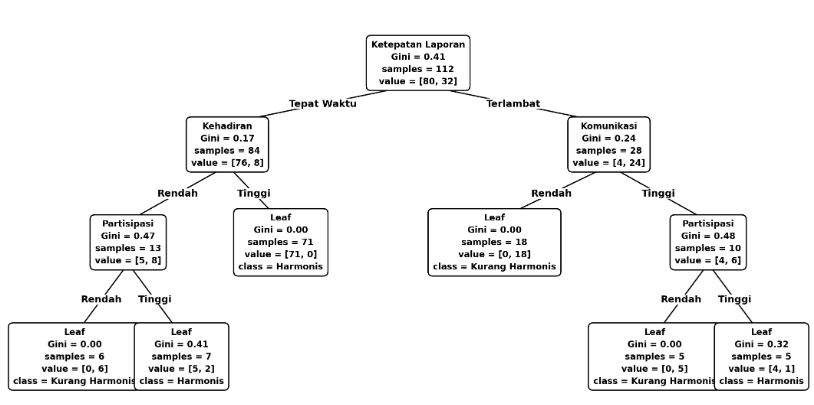 Ketepatan Laporan
Gini = 0.41
samples = 112
value = [80, 32]
Tepat Waktu
Terlambat
Kehadiran
Gini = 0.17
samples = 84
value = [76, 8]
Komunikasi
Gini = 0.24
samples = 28
value = [4, 24]
Rendah
Tinggi
Rendah
Tinggi
Partisipasi
Gini = 0.47
samples = 13
value = [5, 8]
Leaf
Gini = 0.00
samples = 71
value = [71, 0]
class = Harmonis
Leaf
Gini = 0.00
samples = 18
value = [0, 18]
class = Kurang Harmonis
Partisipasi
Gini = 0.48
samples = 10
value = [4, 6]
Rendah
Tinggi
Rendah
Tinggi
Leaf
Gini = 0.00
samples = 6
value = [0, 6]
class = Kurang Harmonis
Leaf
Gini = 0.41
samples = 7
value = [5, 2]
class = Harmonis
Leaf
Gini = 0.00
samples = 5
value = [0, 5]
class = Kurang Harmonis
Leaf
Gini = 0.32
samples = 5
value = [4, 1]
class = Harmonis